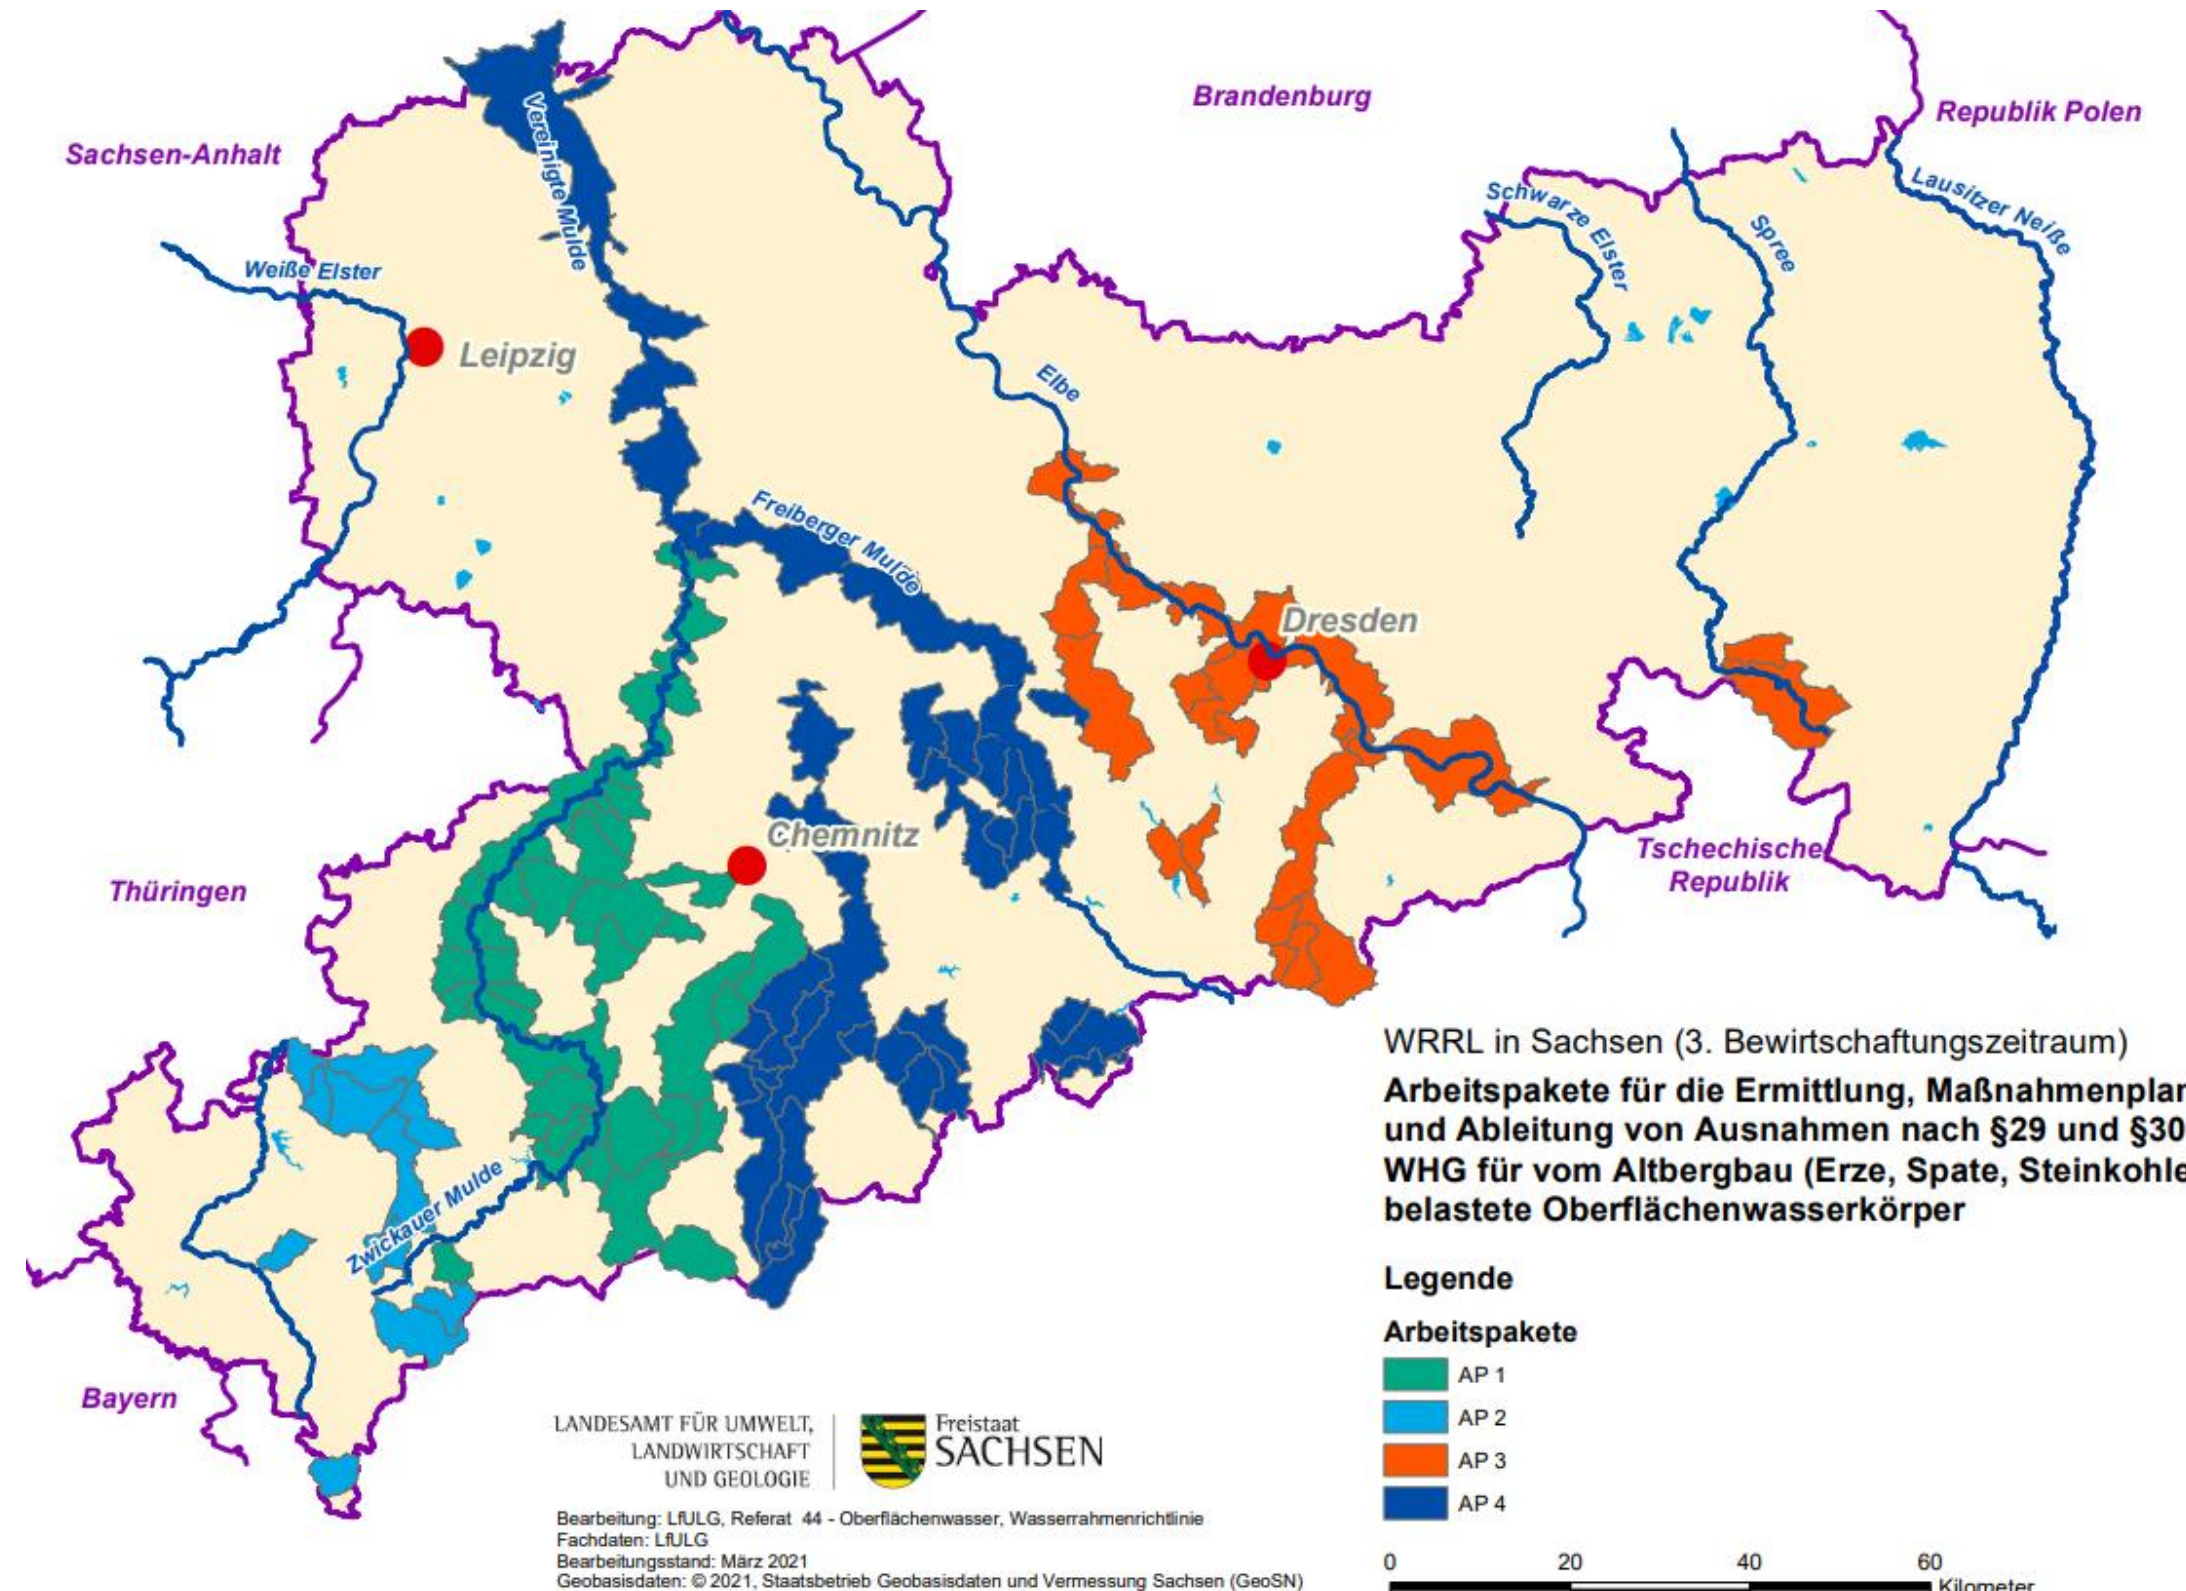 Brandenburg
Republik Polen
Sachsen-Anhalt
Vereinigte Mulde
Schwarze Elster
Lausitzer Neiße
Spree
Weiße Elster
Leipzig
Elbe
Freiberger Mulde
Dresden
Chemnitz
Tschechische
Republik
Thüringen
Zwickauer Mulde
Bayern
WRRL in Sachsen (3. Bewirtschaftungszeitraum)
Arbeitspakete für die Ermittlung, Maßnahmenplan
und Ableitung von Ausnahmen nach §29 und §30
WHG für vom Altbergbau (Erze, Spate, Steinkohle
belastete Oberflächenwasserkörper
Legende
Arbeitspakete
AP 1
AP 2
AP 3
AP 4
0 20 40 60
Kilometer
LANDESAMT FÜR UMWELT,
LANDWIRTSCHAFT
UND GEOLOGIE
Freistaat
SACHSEN
Bearbeitung: LfULG, Referat 44 - Oberflächenwasser, Wasserrahmenrichtlinie
Fachdaten: LfULG
Bearbeitungsstand: März 2021
Geobasisdaten: © 2021, Staatsbetrieb Geobasisdaten und Vermessung Sachsen (GeoSN)